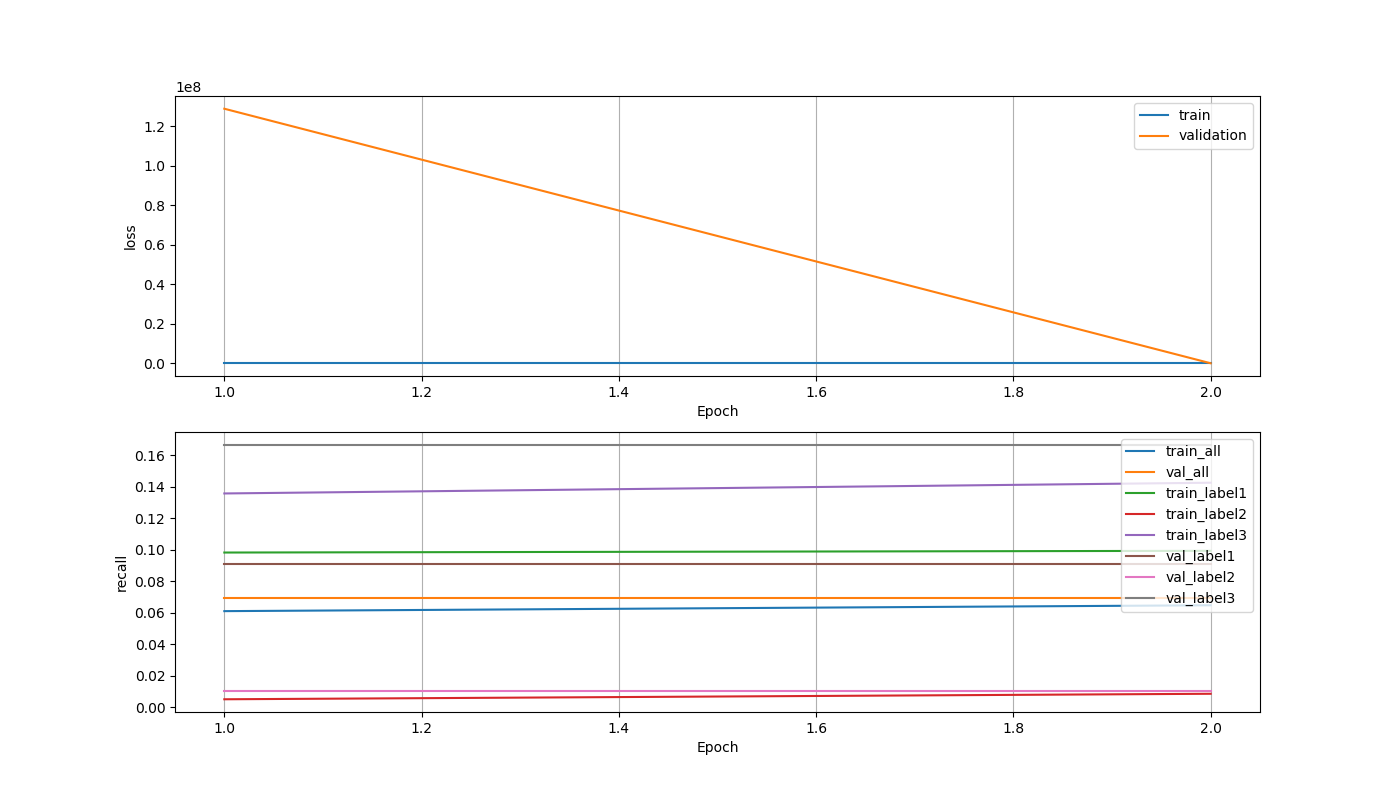 1e8
train
validation
1.2
1.0
0.8
0.6
0.4
0.2
0.0
loss
1.0 1.2 1.4 1.6 1.8 2.0
Epoch
train_all
val_all
train_label1
train_label2
train_label3
val_label1
val_label2
val_label3
0.16
0.14
0.12
0.10
0.08
0.06
0.04
0.02
0.00
recall
1.0 1.2 1.4 1.6 1.8 2.0
Epoch